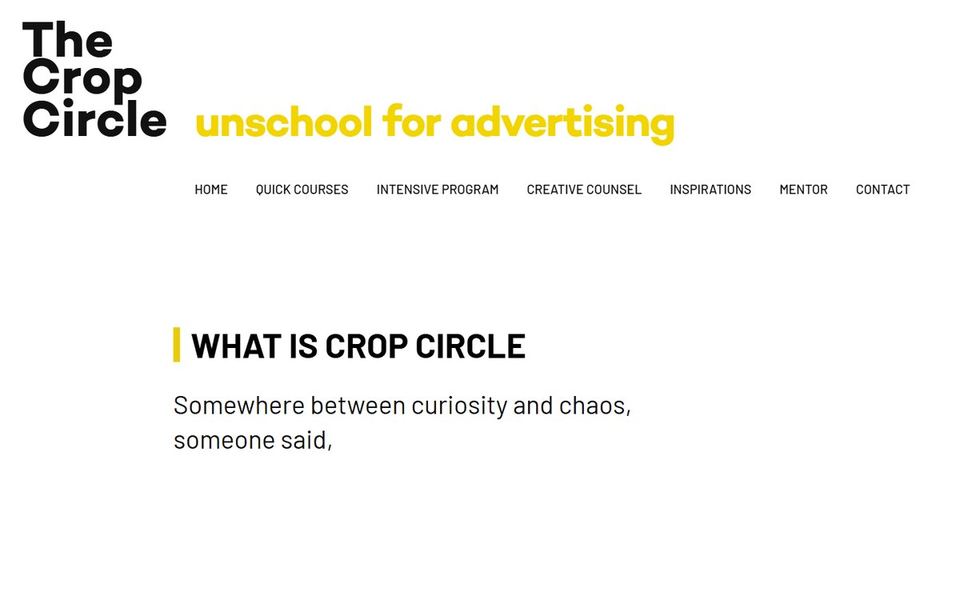 The
Crop
Circle
unschool for advertising
HOME QUICK COURSES INTENSIVE PROGRAM CREATIVE COUNSEL INSPIRATIONS MENTOR CONTACT
WHAT IS CROP CIRCLE
Somewhere between curiosity and chaos,
someone said,